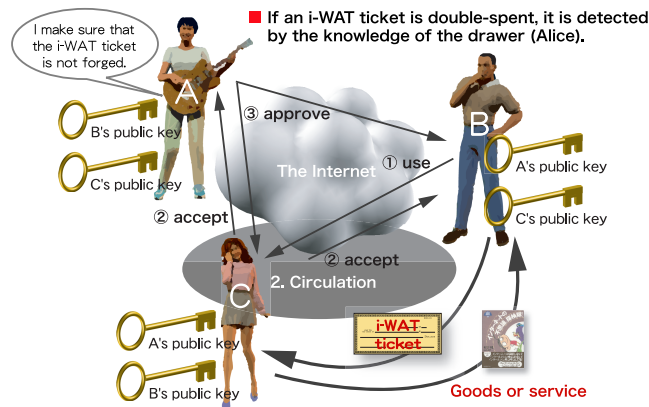 ■ If an i-WAT ticket is double-spent, it is detected
by the knowledge of the drawer (Alice).
I make sure that
the i-WAT ticket
is not forged.
A
B
③ approve
B's public key
The Internet
① use
A's public key
C's public key
② accept
C's public key
② accept
C
2. Circulation
A's public key
i-WAT
ticket
B's public key
Goods or service